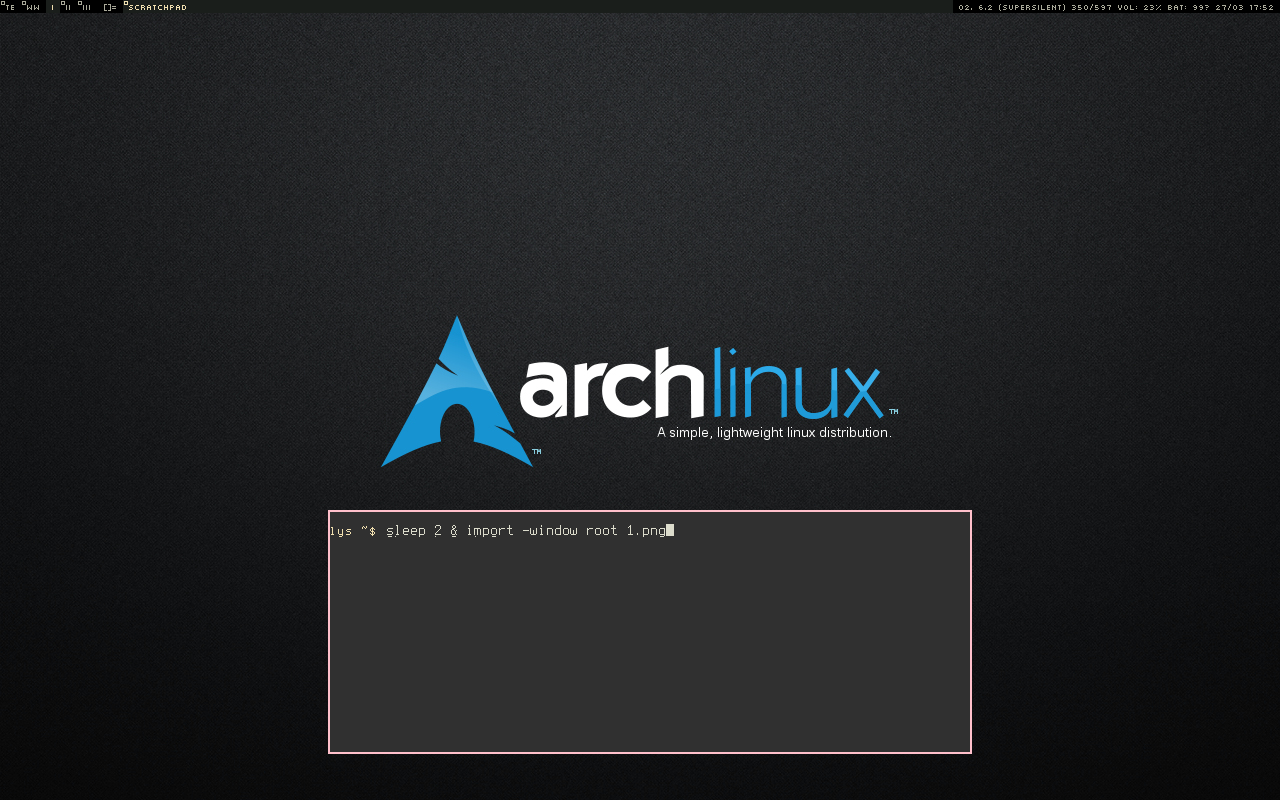 TE WW I II III []= SCRATCHPAD
02. 6.2 (SUPERSILENT) 350/597 VOL: 23% BAT: 99? 27/03 17:52
archlinux™
A simple, lightweight linux distribution.
™
lys ~$ sleep 2 & import -window root 1.png